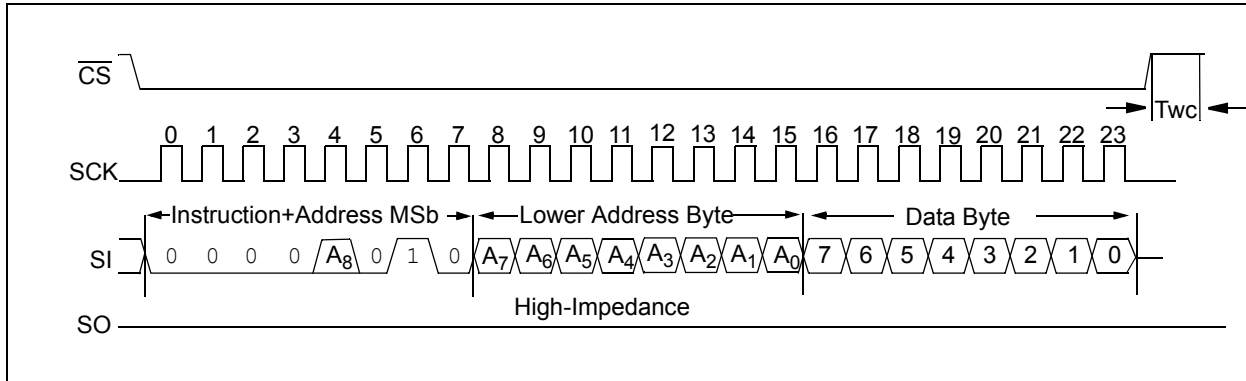 CS
Twc
0 1 2 3 4 5 6 7 8 9 10 11 12 13 14 15 16 17 18 19 20 21 22 23
SCK
Instruction+Address MSb Lower Address Byte Data Byte
SI 0 0 0 0 A8 0 1 0 A7 A6 A5 A4 A3 A2 A1 A0 7 6 5 4 3 2 1 0
High-Impedance
SO